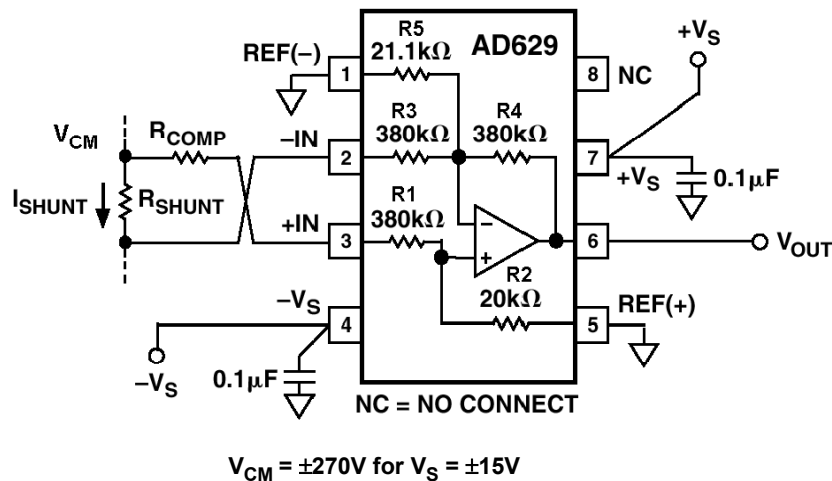 R5
21.1kΩ
REF(–)
1
AD629
8
NC
+VS
VCM
RCOMP
–IN
2
R3
380kΩ
R4
380kΩ
7
+VS
0.1μF
ISHUNT
RSHUNT
+IN
3
R1
380kΩ
–
+
6
VOUT
R2
20kΩ
–VS
4
5
REF(+)
–VS
0.1μF
NC = NO CONNECT
VCM = ±270V for VS = ±15V